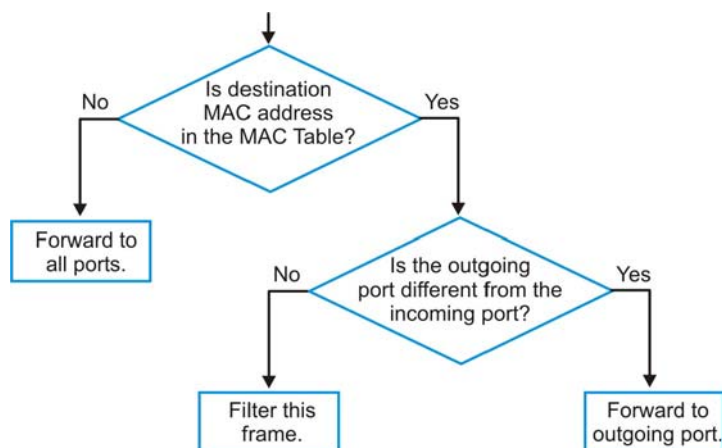 Is destination
MAC address
in the MAC Table?
No
Yes
Forward to
all ports.
Is the outgoing
port different from the
incoming port?
No
Yes
Filter this
frame.
Forward to
outgoing port.